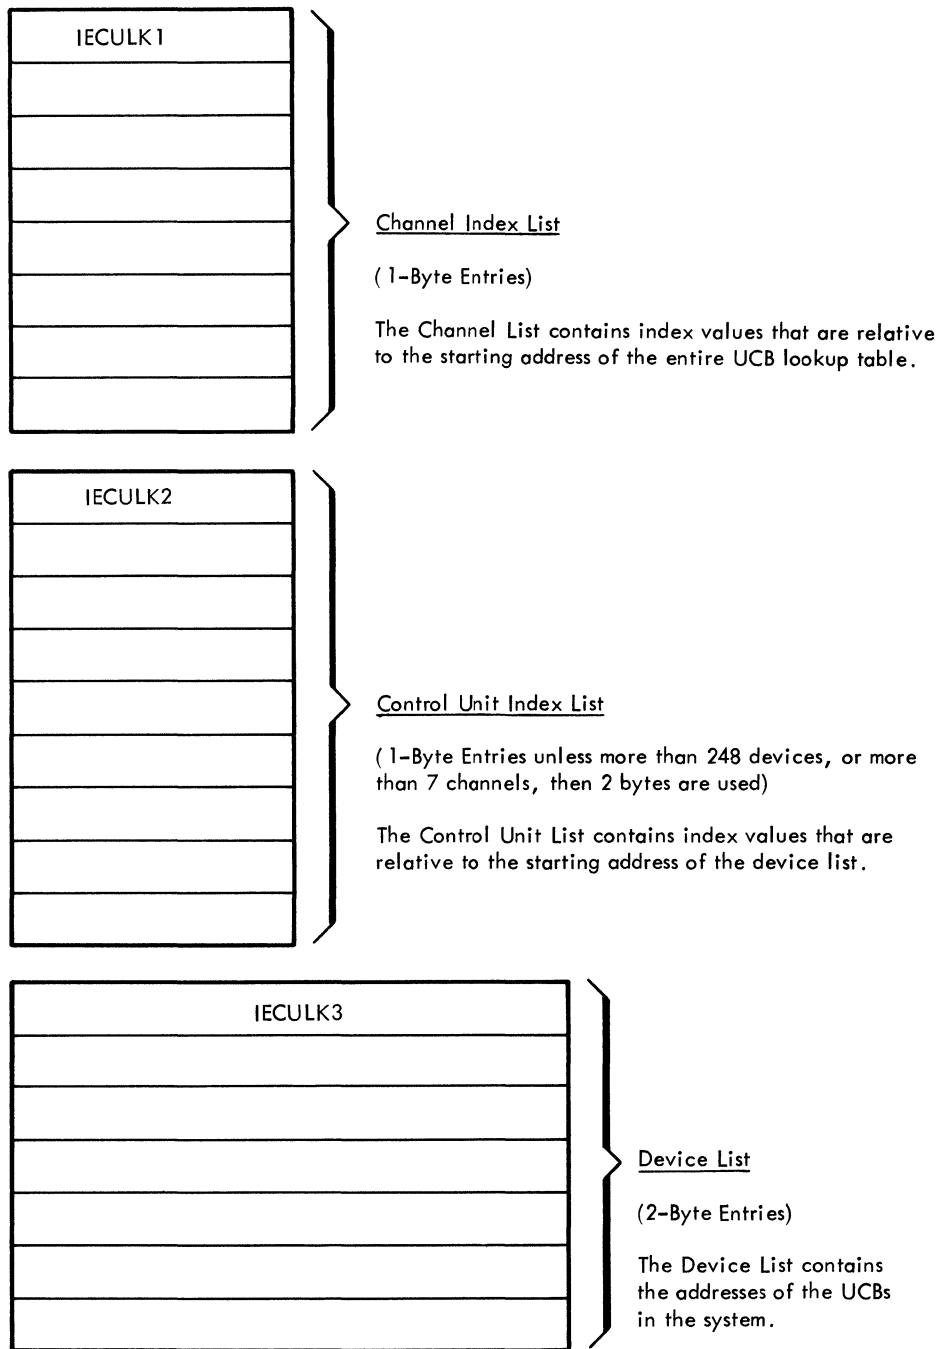 IECULK1
Channel Index List
( 1-Byte Entries)
The Channel List contains index values that are relative
to the starting address of the entire UCB lookup table.
IECULK2
Control Unit Index List
( 1-Byte Entries unless more than 248 devices, or more
than 7 channels, then 2 bytes are used)
The Control Unit List contains index values that are
relative to the starting address of the device list.
IECULK3
Device List
(2-Byte Entries)
The Device List contains
the addresses of the UCBs
in the system.